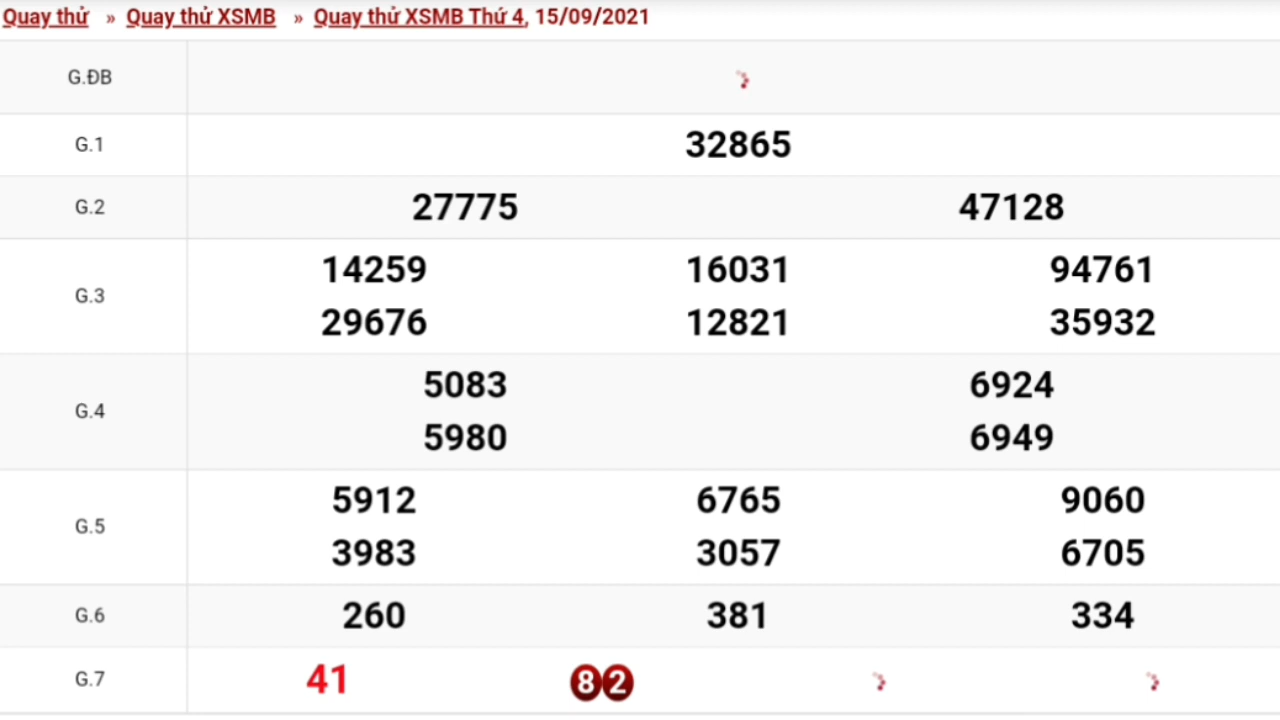 Quay thử » Quay thử XSMB » Quay thử XSMB Thứ 4, 15/09/2021
G.ĐB
G.1 32865
G.2 27775 47128
G.3 14259 16031 94761
29676 12821 35932
G.4 5083 6924
5980 6949
G.5 5912 6765 9060
3983 3057 6705
G.6 260 381 334
G.7 41 82